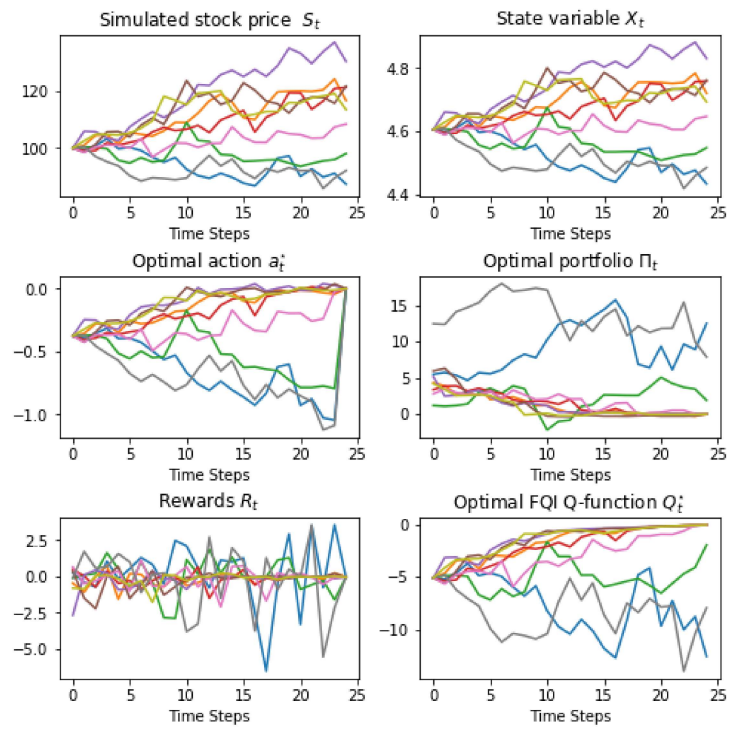 Simulated stock price S_t
120
100
0 5 10 15 20 25
Time Steps
State variable X_t
4.8
4.6
4.4
0 5 10 15 20 25
Time Steps
Optimal action a_t^⋆
0.0
−0.5
−1.0
0 5 10 15 20 25
Time Steps
Optimal portfolio Π_t
15
10
5
0
0 5 10 15 20 25
Time Steps
Rewards R_t
2.5
0.0
−2.5
−5.0
0 5 10 15 20 25
Time Steps
Optimal FQI Q-function Q_t^⋆
0
−5
−10
0 5 10 15 20 25
Time Steps